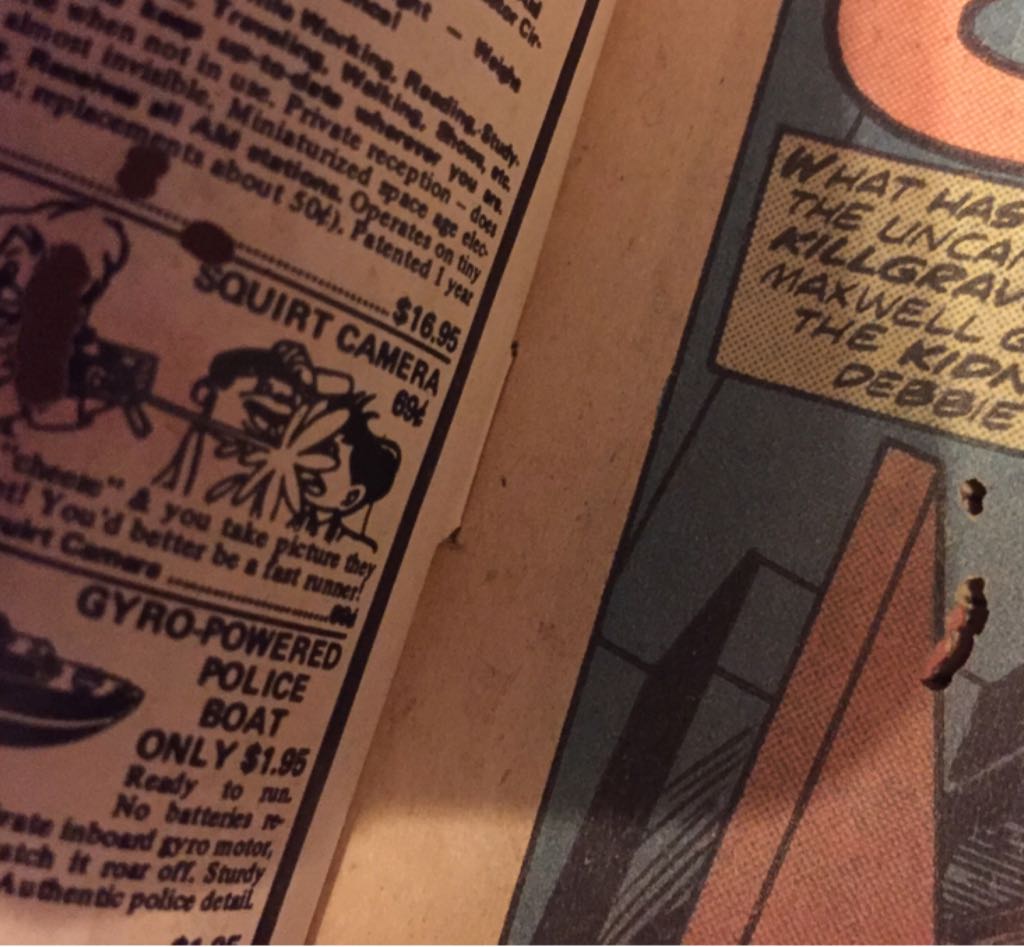 Weighs
Working, Reading, Study-
Traveling, Walking, Shows, etc.
up-to-date wherever you are.
when not in use. Private reception - does
almost invisible. Miniaturized space age elec-
Receives all AM stations. Operates on tiny
replacements about 50¢). Patented 1 year
$16.95
SQUIRT CAMERA
69¢
"cheese" & you take picture they
You'd better be a fast runner!
Camera
GYRO-POWERED
POLICE
BOAT
ONLY $1.95
Ready to run.
No batteries re-
inboard gyro motor,
it roar off. Sturdy
Authentic police detail.
WHAT HAS
THE UNCAN
KILLGRAV
MAXWELL G
THE KIDN
DEBBIE